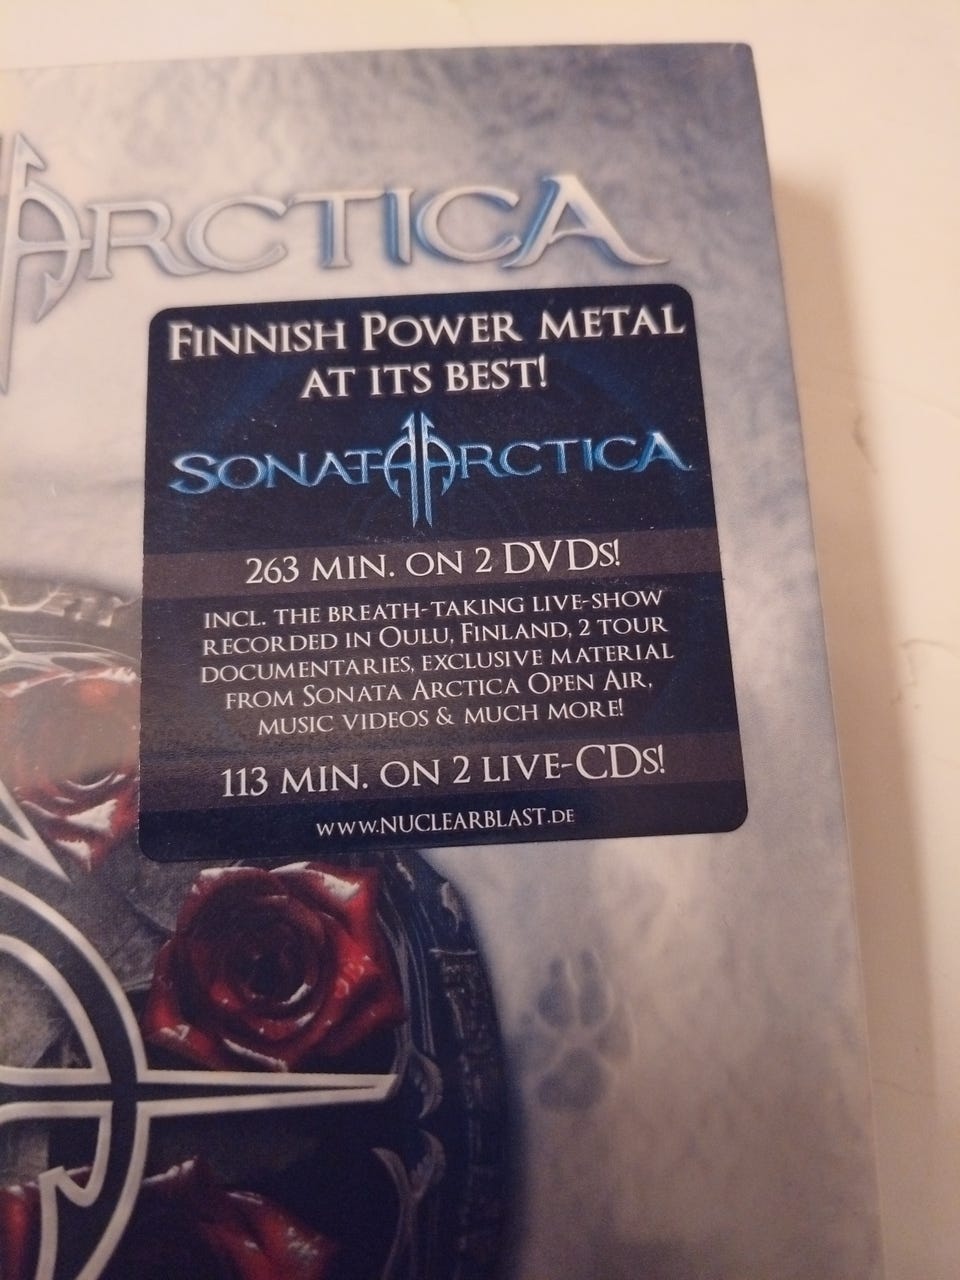 ARCTICA
FINNISH POWER METAL
AT ITS BEST!
SONATA ARCTICA
263 MIN. ON 2 DVDS!
INCL. THE BREATH-TAKING LIVE-SHOW
RECORDED IN OULU, FINLAND, 2 TOUR
DOCUMENTARIES, EXCLUSIVE MATERIAL
FROM SONATA ARCTICA OPEN AIR,
MUSIC VIDEOS & MUCH MORE!
113 MIN. ON 2 LIVE-CDS!
WWW.NUCLEARBLAST.DE